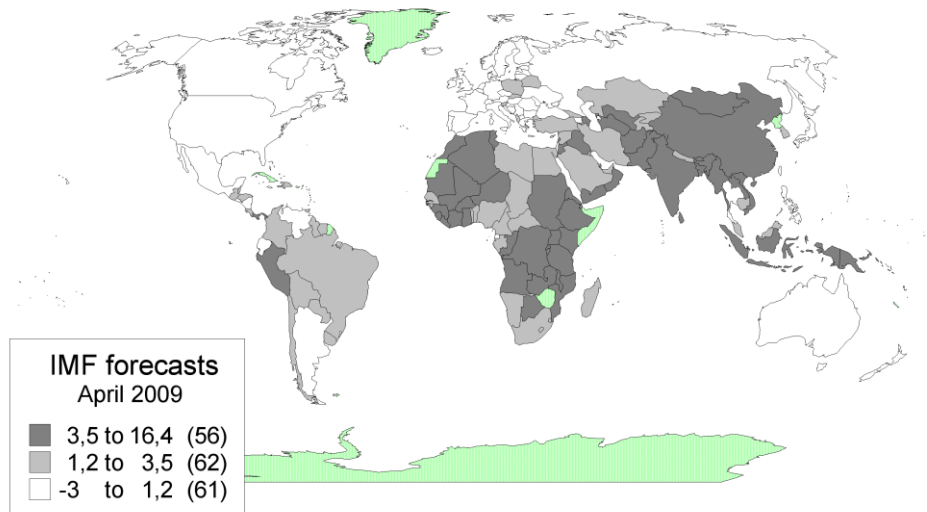 IMF forecasts
April 2009
3,5 to 16,4 (56)
1,2 to 3,5 (62)
-3 to 1,2 (61)